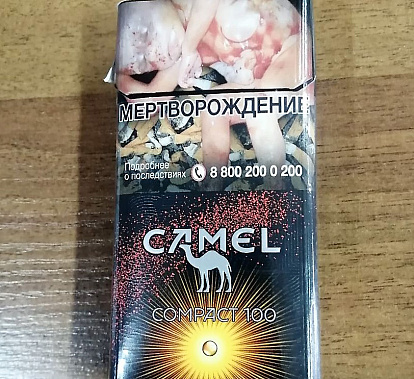 МЕРТВОРОЖДЕНИЕ
Подробнее
о последствиях 8 800 200 0 200
CAMEL
COMPACT 100